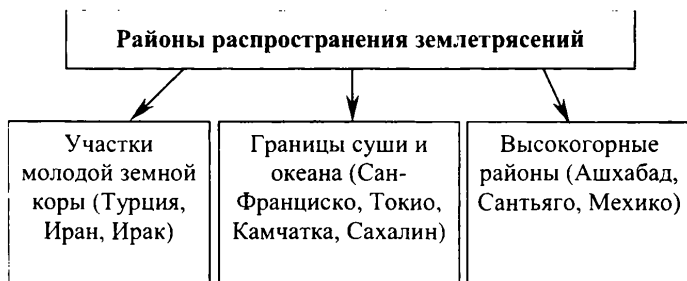 Районы распространения землетрясений
Участки
молодой земной
коры (Турция,
Иран, Ирак)
Границы суши и
океана (Сан-
Франциско, Токио,
Камчатка, Сахалин)
Высокогорные
районы (Ашхабад,
Сантьяго, Мехико)